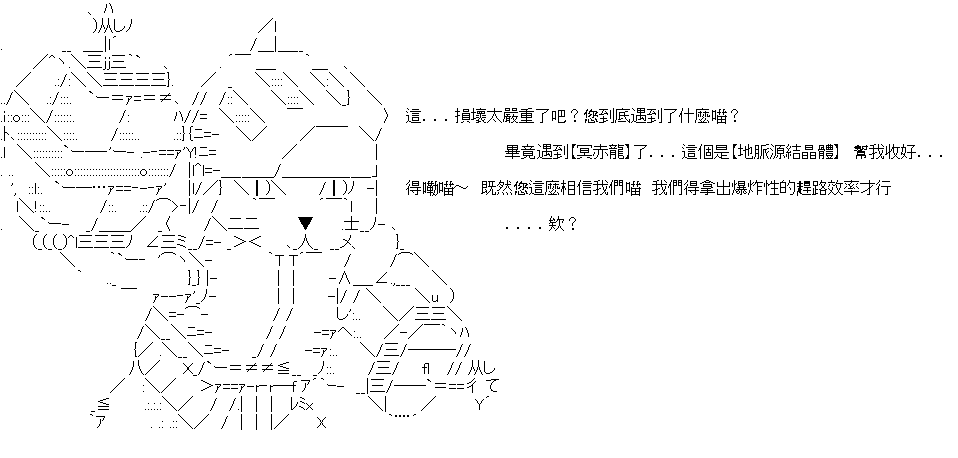 這...損壞太嚴重了吧？您到底遇到了什麼喵？
畢竟遇到【冥赤龍】了...這個是【地脈源結晶體】 幫我收好...
得嘞喵～ 既然您這麼相信我們喵 我們得拿出爆炸性的趕路效率才行
....欸？